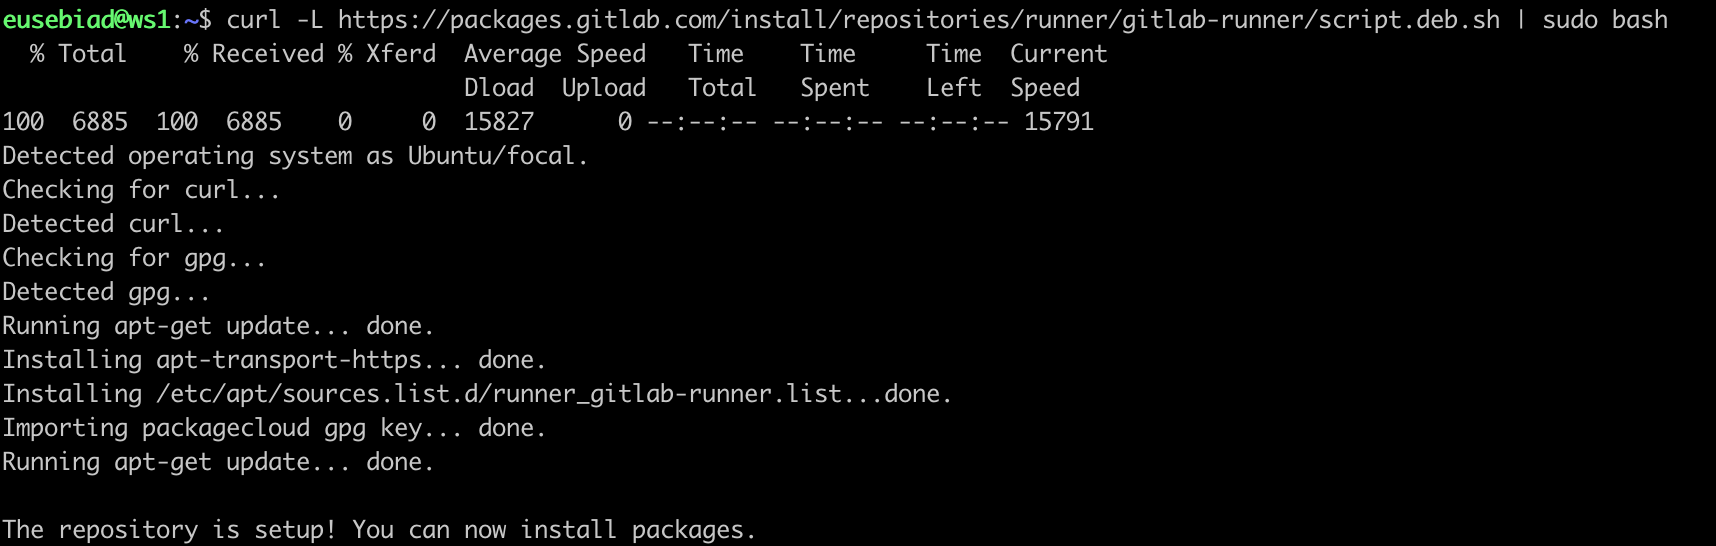 eusebiad@ws1:~$ curl -L https://packages.gitlab.com/install/repositories/runner/gitlab-runner/script.deb.sh | sudo bash
  % Total    % Received % Xferd  Average Speed   Time    Time     Time  Current
                                 Dload  Upload   Total   Spent    Left  Speed
100  6885  100  6885    0     0  15827      0 --:--:-- --:--:-- --:--:-- 15791
Detected operating system as Ubuntu/focal.
Checking for curl...
Detected curl...
Checking for gpg...
Detected gpg...
Running apt-get update... done.
Installing apt-transport-https... done.
Installing /etc/apt/sources.list.d/runner_gitlab-runner.list...done.
Importing packagecloud gpg key... done.
Running apt-get update... done.

The repository is setup! You can now install packages.